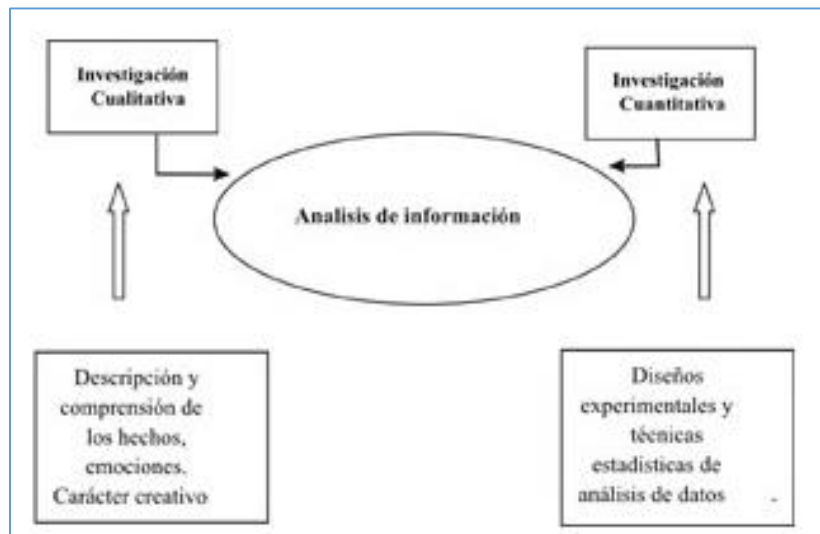 Investigación
Cualitativa
Investigación
Cuantitativa
Analisis de información
Descripción y
comprensión de
los hechos,
emociones.
Carácter creativo
Diseños
experimentales y
técnicas
estadísticas de
análisis de datos .